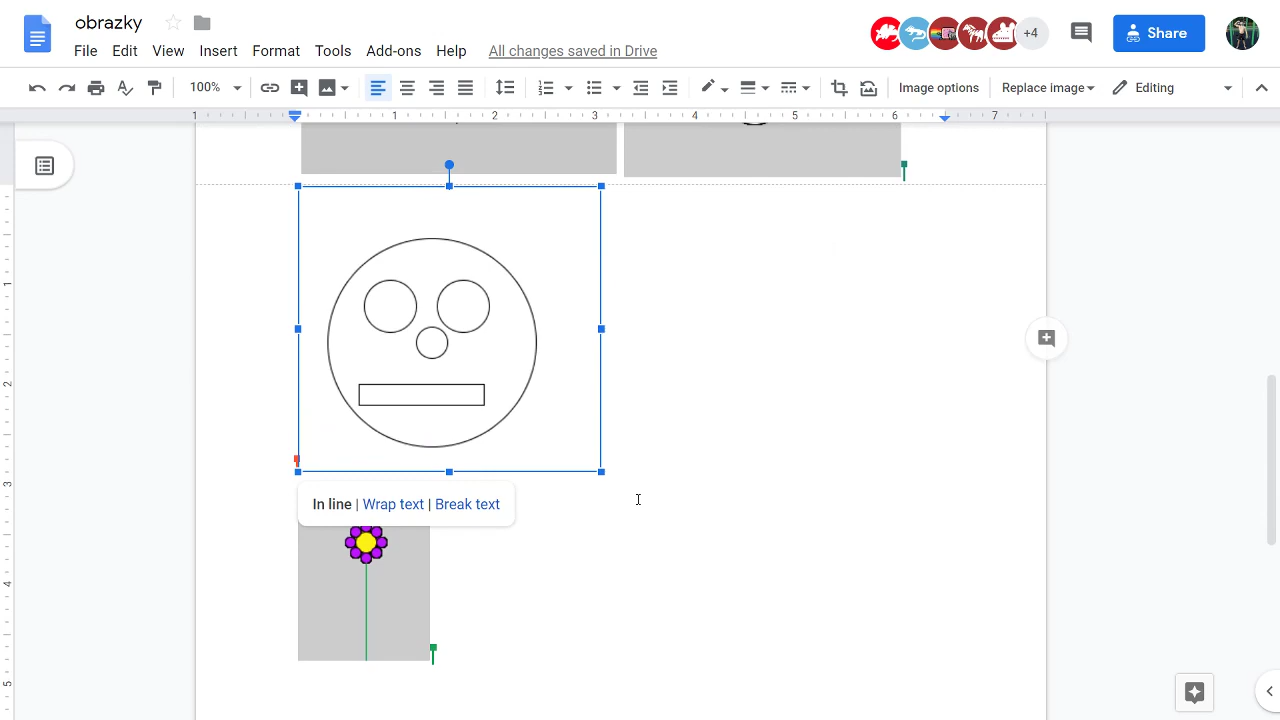 obrazky
File Edit View Insert Format Tools Add-ons Help All changes saved in Drive
+4
Share
100%
Image options
Replace image
Editing
1 1 2 3 4 5 6 7
1
2
3
4
5
In line | Wrap text | Break text